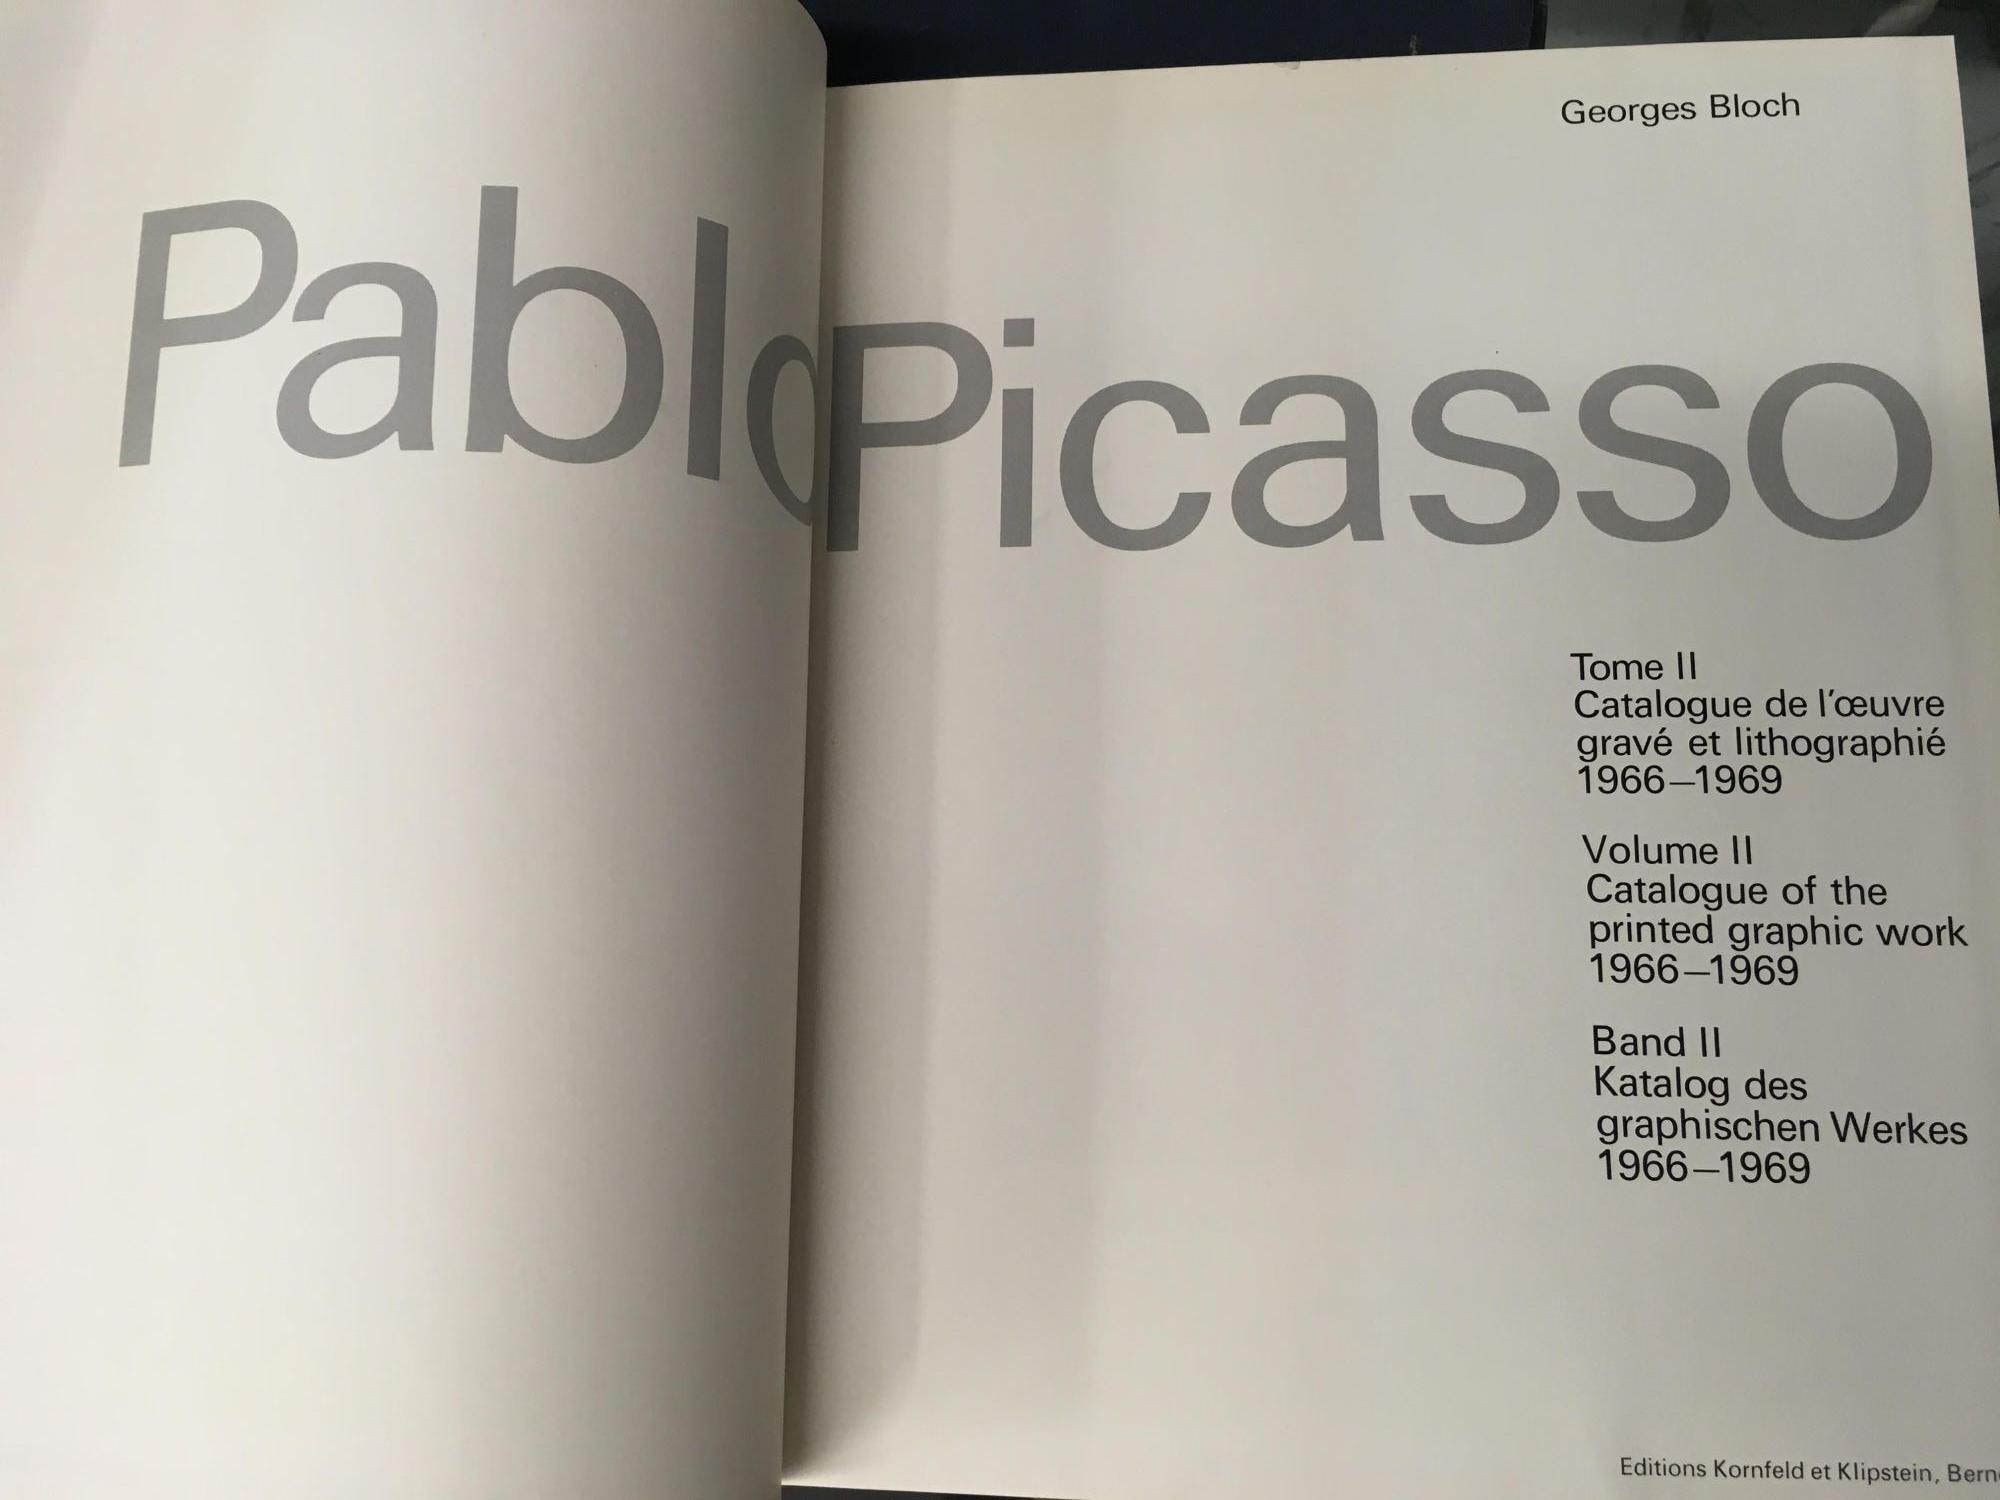 Georges Bloch
Pablo Picasso
Tome II
Catalogue de l'œuvre
gravé et lithographié
1966–1969
Volume II
Catalogue of the
printed graphic work
1966–1969
Band II
Katalog des
graphischen Werkes
1966–1969
Editions Kornfeld et Klipstein, Bern